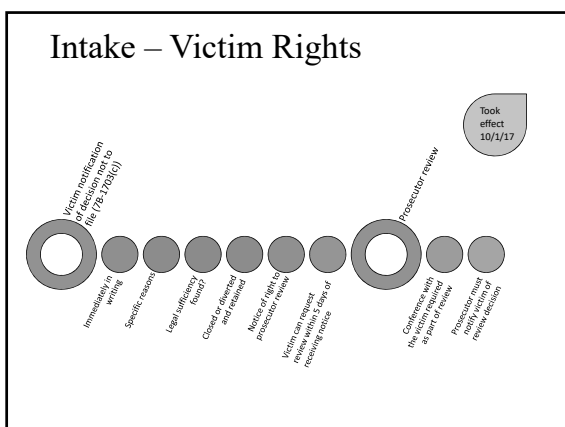 Intake – Victim Rights
Took
effect
10/1/17
Victim notification
of decision not to
file (7B-1703(c))
Immediately in
writing
Specific reasons
Legal sufficiency
found?
Closed or diverted
and retained
Notice of right to
prosecutor review
Victim can request
review within 5 days of
receiving notice
Prosecutor review
Conference with
the victim required
as part of review
Prosecutor must
notify victim of
review decision